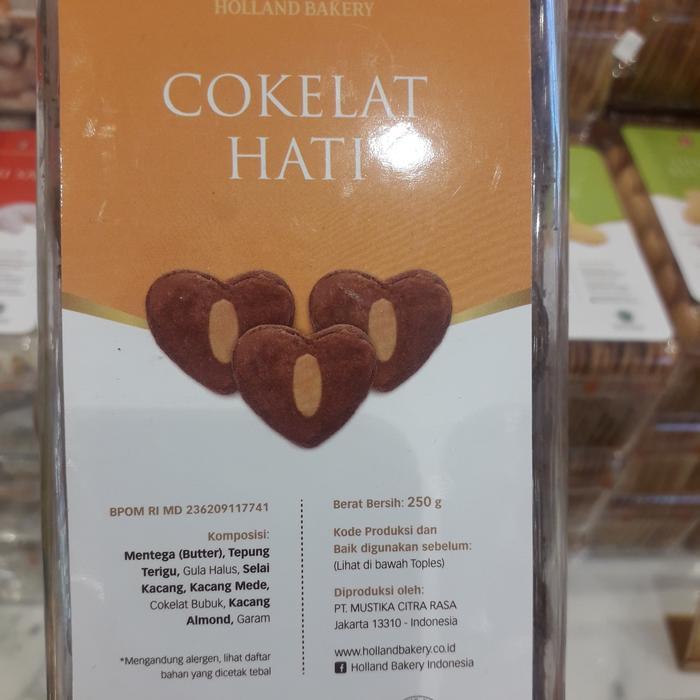 HOLLAND BAKERY
COKELAT
HATI
BPOM RI MD 236209117741
Komposisi:
Mentega (Butter), Tepung
Terigu, Gula Halus, Selai
Kacang, Kacang Mede,
Cokelat Bubuk, Kacang
Almond, Garam
*Mengandung alergen, lihat daftar
bahan yang dicetak tebal
Berat Bersih: 250 g
Kode Produksi dan
Baik digunakan sebelum:
(Lihat di bawah Toples)
Diproduksi oleh:
PT. MUSTIKA CITRA RASA
Jakarta 13310 - Indonesia
www.hollandbakery.co.id
Holland Bakery Indonesia